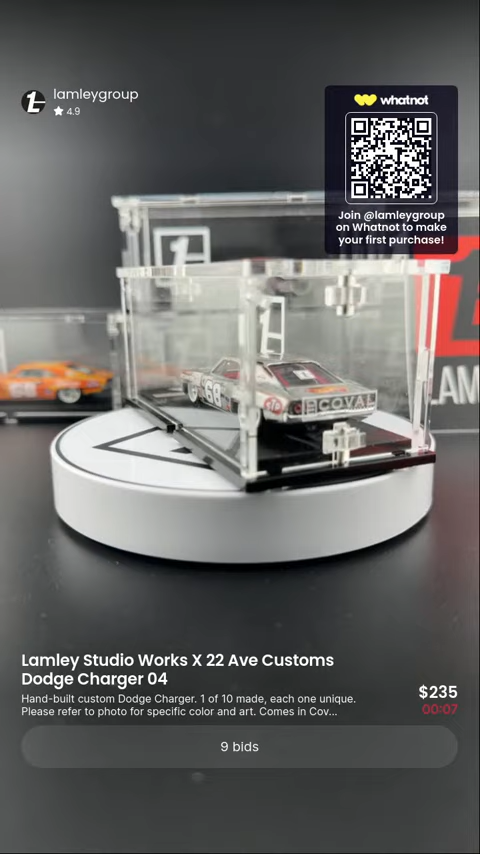 lamleygroup
4.9
whatnot
Join @lamleygroup
on Whatnot to make
your first purchase!
68
COVAL
LAM
Lamley Studio Works X 22 Ave Customs
Dodge Charger 04
Hand-built custom Dodge Charger. 1 of 10 made, each one unique.
Please refer to photo for specific color and art. Comes in Cov...
$235
00:07
9 bids